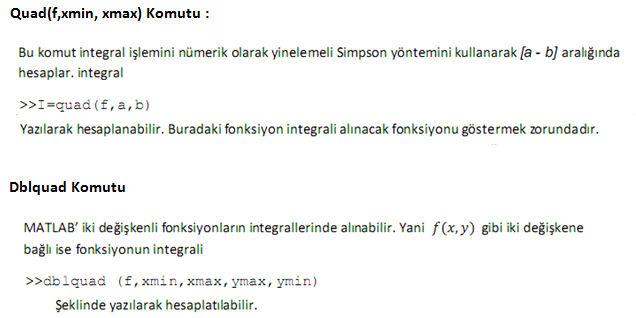 Quad(f,xmin, xmax) Komutu :
Bu komut integral işlemini nümerik olarak yinelemeli Simpson yöntemini kullanarak [a - b] aralığında
hesaplar. integral
>>I=quad(f,a,b)
Yazılarak hesaplanabilir. Buradaki fonksiyon integrali alınacak fonksiyonu göstermek zorundadır.
Dblquad Komutu
MATLAB’ iki değişkenli fonksiyonların integrallerinde alınabilir. Yani f(x,y) gibi iki değişkene
bağlı ise fonksiyonun integrali
>>dblquad (f,xmin,xmax,ymax,ymin)
Şeklinde yazılarak hesaplatılabilir.